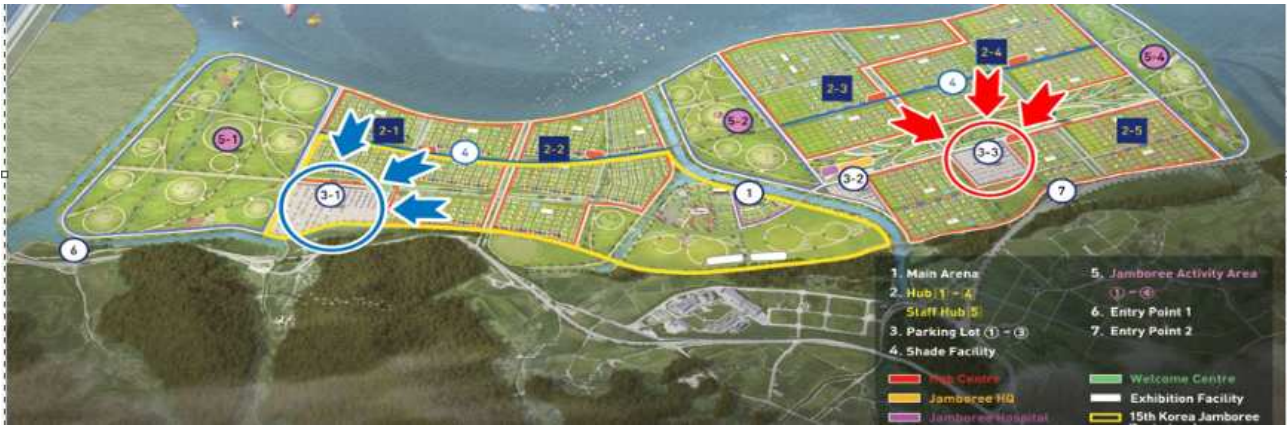 2-4
5-4
2-3
4
5-2
2-5
2-1
5-1
4
2-2
3-3
3-2
3-1
1
7
6
1. Main Arena
2. Hub ① - 4
Staff Hub 5
3. Parking Lot ① - ③
4. Shade Facility
5. Jamboree Activity Area
① - ④
6. Entry Point 1
7. Entry Point 2
Hub Centre
Jamboree HQ
Jamboree Hospital
Welcome Centre
Exhibition Facility
15th Korea Jamboree